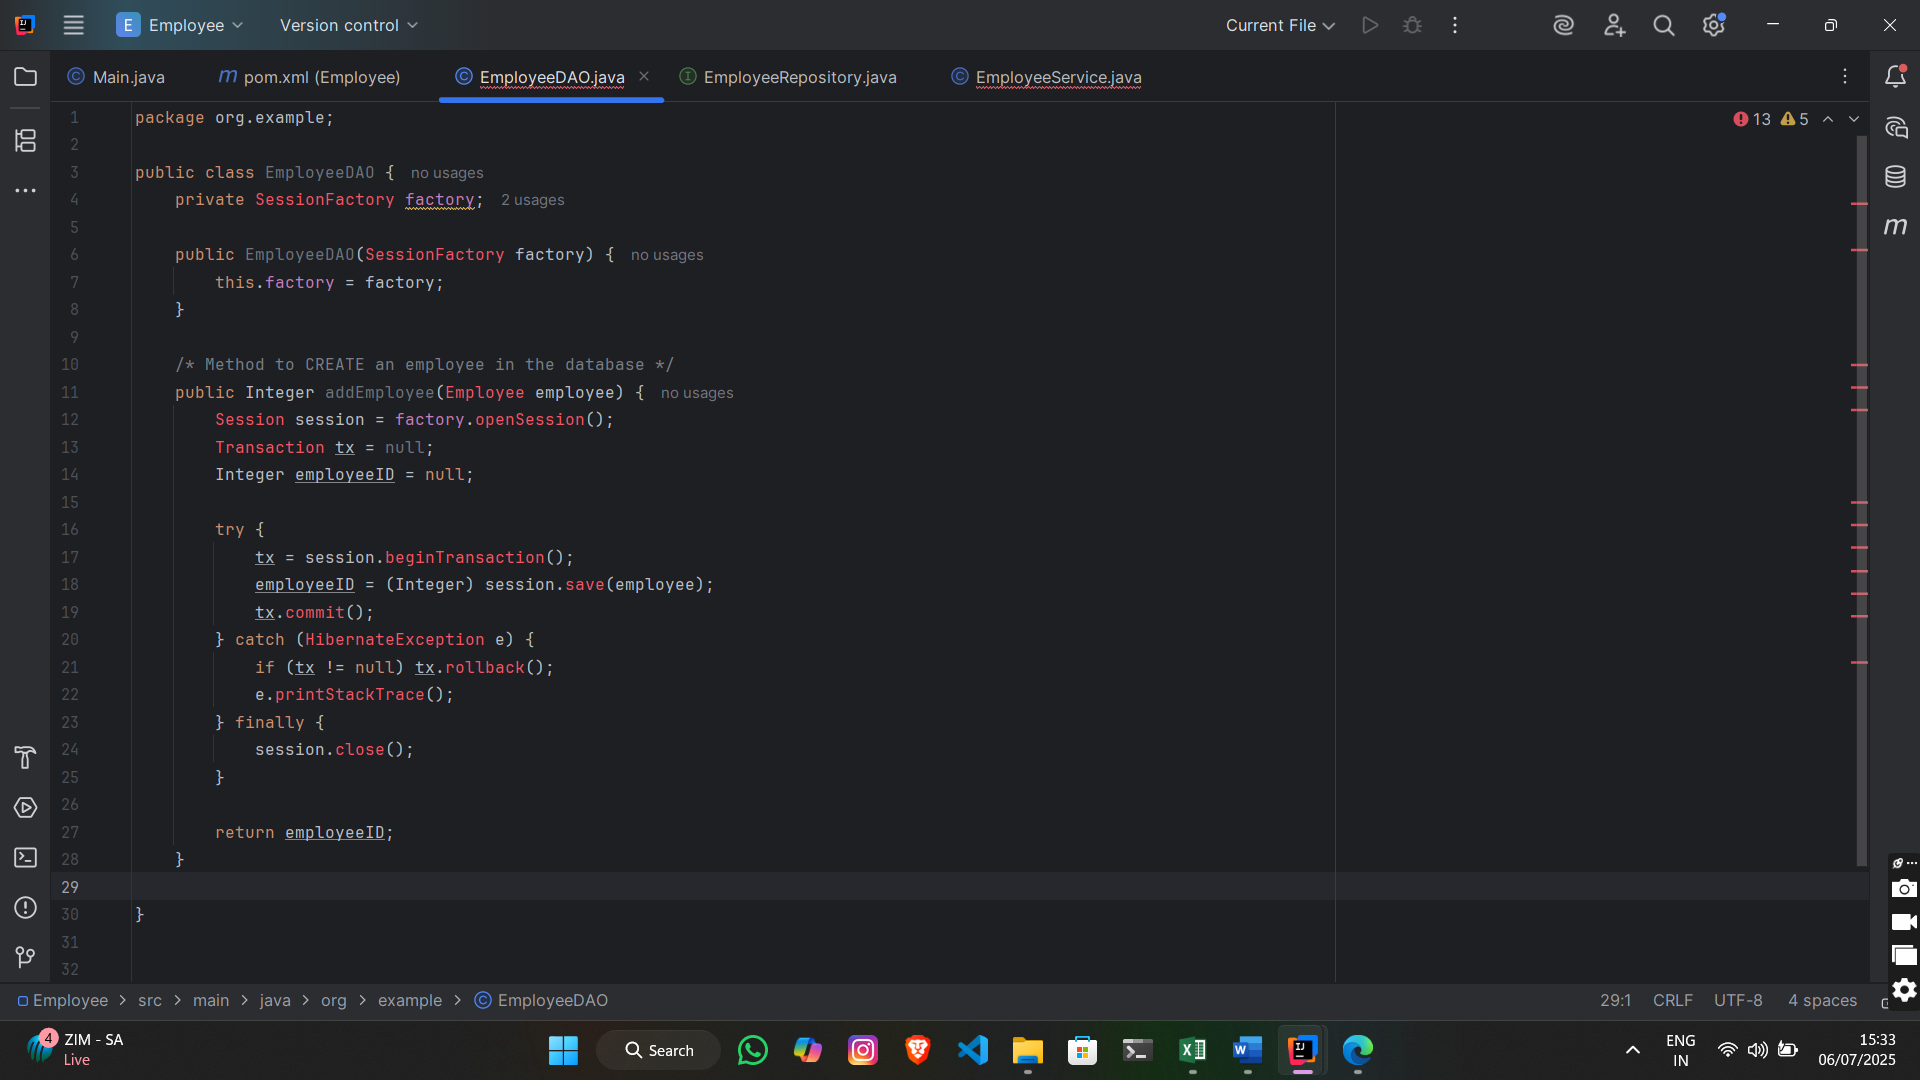 E Employee Version control Current File
Main.java pom.xml (Employee) EmployeeDAO.java EmployeeRepository.java EmployeeService.java
13 5
1 package org.example;
2
3 public class EmployeeDAO { no usages
4 private SessionFactory factory; 2 usages
5
6 public EmployeeDAO(SessionFactory factory) { no usages
7 this.factory = factory;
8 }
9
10 /* Method to CREATE an employee in the database */
11 public Integer addEmployee(Employee employee) { no usages
12 Session session = factory.openSession();
13 Transaction tx = null;
14 Integer employeeID = null;
15
16 try {
17 tx = session.beginTransaction();
18 employeeID = (Integer) session.save(employee);
19 tx.commit();
20 } catch (HibernateException e) {
21 if (tx != null) tx.rollback();
22 e.printStackTrace();
23 } finally {
24 session.close();
25 }
26
27 return employeeID;
28 }
29
30 }
31
32
Employee > src > main > java > org > example > EmployeeDAO 29:1 CRLF UTF-8 4 spaces
4 ZIM - SA
Live
Search
ENG
IN
15:33
06/07/2025